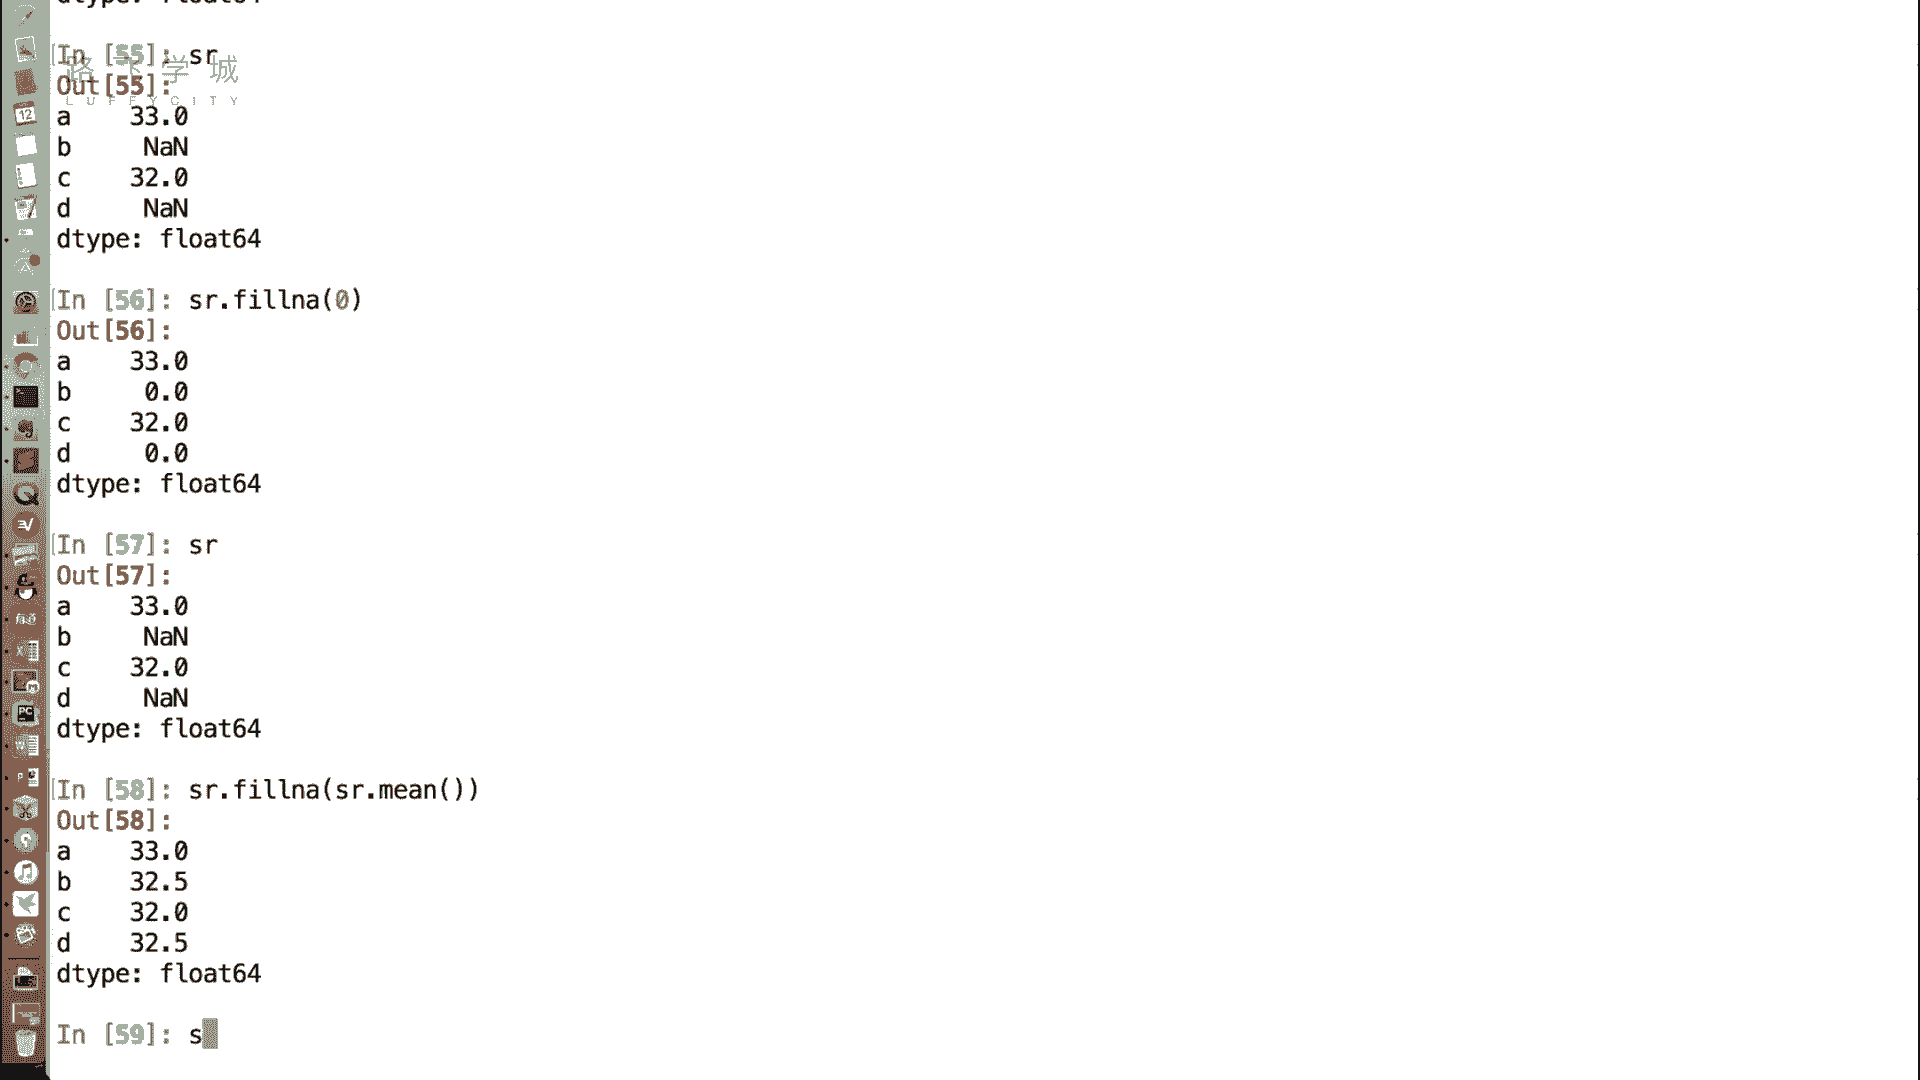 dtype: float64
In [55]: sr
路飞学城
Out[55]:
LUFFYCITY
a     33.0
b      NaN
c     32.0
d      NaN
dtype: float64
In [56]: sr.fillna(0)
Out[56]:
a     33.0
b      0.0
c     32.0
d      0.0
dtype: float64
In [57]: sr
Out[57]:
a     33.0
b      NaN
c     32.0
d      NaN
dtype: float64
In [58]: sr.fillna(sr.mean())
Out[58]:
a     33.0
b     32.5
c     32.0
d     32.5
dtype: float64
In [59]: s
12
PC